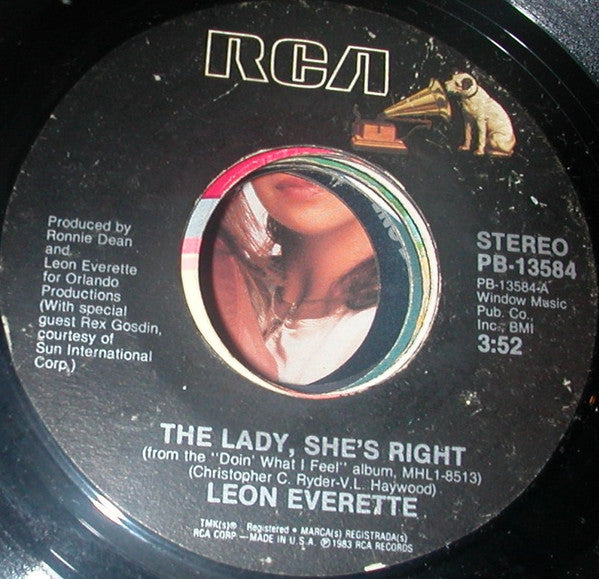 RCA
Produced by
Ronnie Dean
and
Leon Everette
for Orlando
Productions
(With special
guest Rex Gosdin,
courtesy of
Sun International
Corp.)
STEREO
PB-13584
PB-13584-A
Window Music
Pub. Co.
Inc., BMI
3:52
THE LADY, SHE'S RIGHT
(from the "Doin' What I Feel" album, MHL1-8513)
(Christopher C. Ryder-V.L. Haywood)
LEON EVERETTE
TMK(s)® Registered • MARCA(s) REGISTRADA(s)
RCA CORP.—MADE IN U.S.A. ℗1983 RCA RECORDS